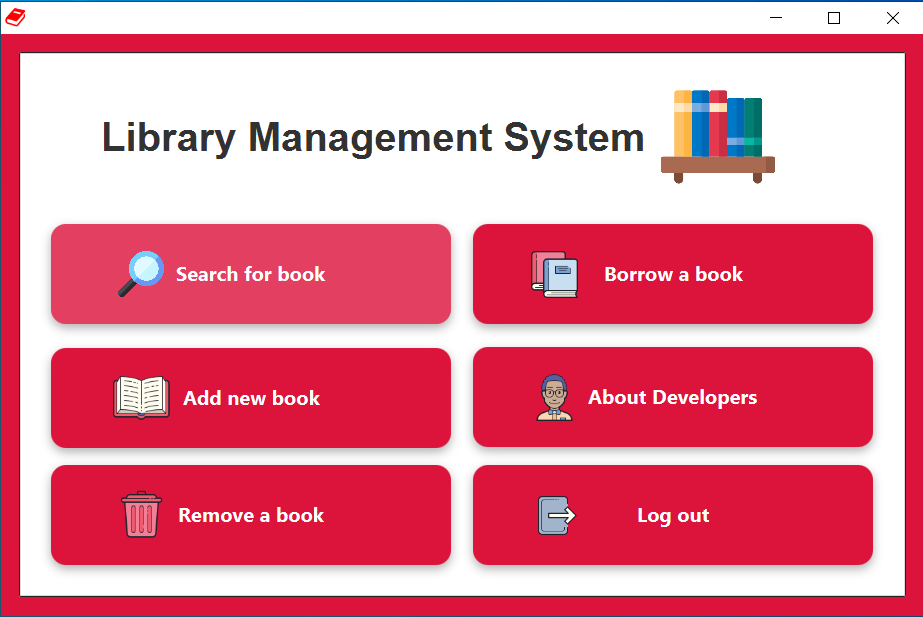 Library Management System
Search for book
Borrow a book
Add new book
About Developers
Remove a book
Log out